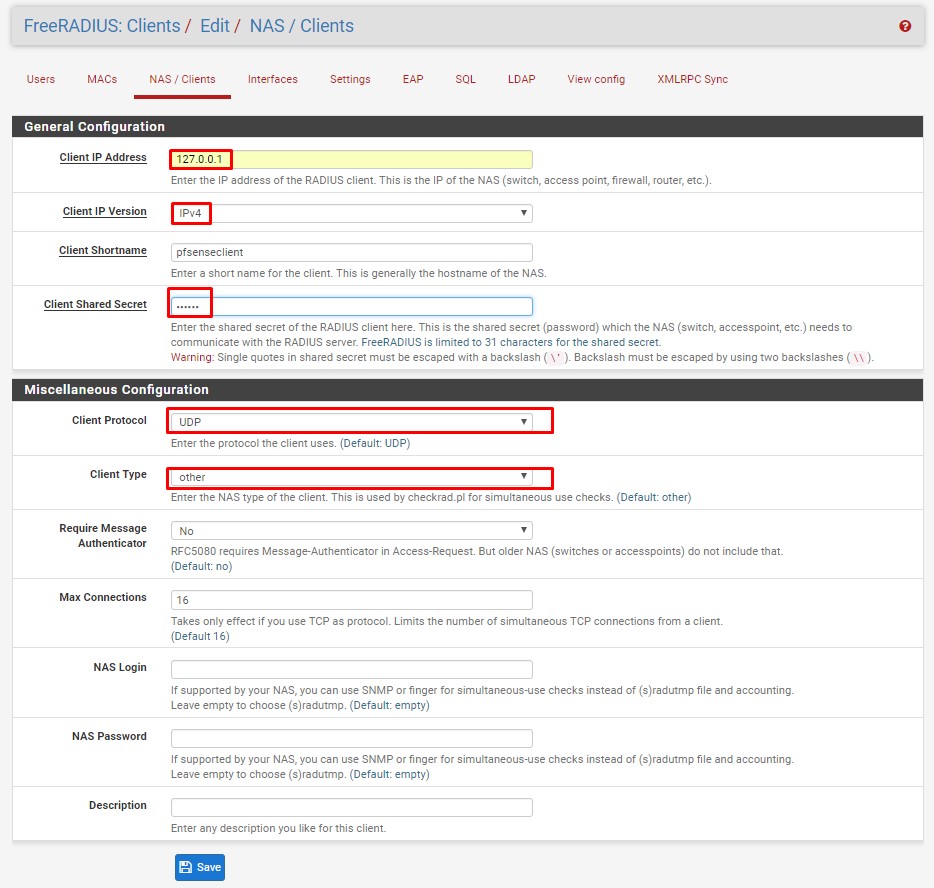 FreeRADIUS: Clients / Edit / NAS / Clients
Users MACs NAS / Clients Interfaces Settings EAP SQL LDAP View config XMLRPC Sync
General Configuration
Client IP Address 127.0.0.1
Enter the IP address of the RADIUS client. This is the IP of the NAS (switch, access point, firewall, router, etc.).
Client IP Version IPv4
Client Shortname pfsenseclient
Enter a short name for the client. This is generally the hostname of the NAS.
Client Shared Secret ••••••
Enter the shared secret of the RADIUS client here. This is the shared secret (password) which the NAS (switch, accesspoint, etc.) needs to
communicate with the RADIUS server. FreeRADIUS is limited to 31 characters for the shared secret.
Warning: Single quotes in shared secret must be escaped with a backslash ( \' ). Backslash must be escaped by using two backslashes ( \\ ).
Miscellaneous Configuration
Client Protocol UDP
Enter the protocol the client uses. (Default: UDP)
Client Type other
Enter the NAS type of the client. This is used by checkrad.pl for simultaneous use checks. (Default: other)
Require Message
Authenticator No
RFC5080 requires Message-Authenticator in Access-Request. But older NAS (switches or accesspoints) do not include that.
(Default: no)
Max Connections 16
Takes only effect if you use TCP as protocol. Limits the number of simultaneous TCP connections from a client.
(Default 16)
NAS Login
If supported by your NAS, you can use SNMP or finger for simultaneous-use checks instead of (s)radutmp file and accounting.
Leave empty to choose (s)radutmp. (Default: empty)
NAS Password
If supported by your NAS, you can use SNMP or finger for simultaneous-use checks instead of (s)radutmp file and accounting.
Leave empty to choose (s)radutmp. (Default: empty)
Description
Enter any description you like for this client.
Save